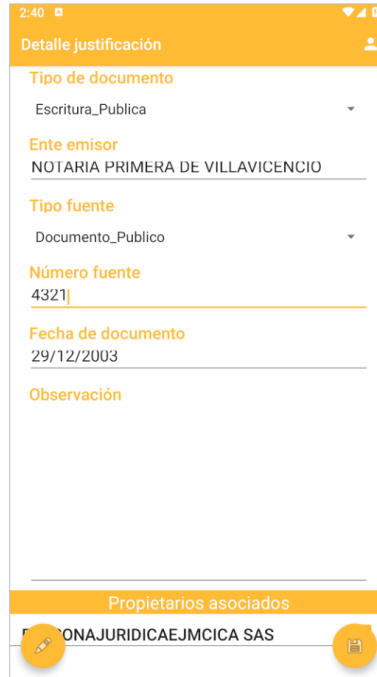 2:40
Detalle justificación
Tipo de documento
Escritura_Publica
Ente emisor
NOTARIA PRIMERA DE VILLAVICENCIO
Tipo fuente
Documento_Publico
Número fuente
4321
Fecha de documento
29/12/2003
Observación
Propietarios asociados
SAS